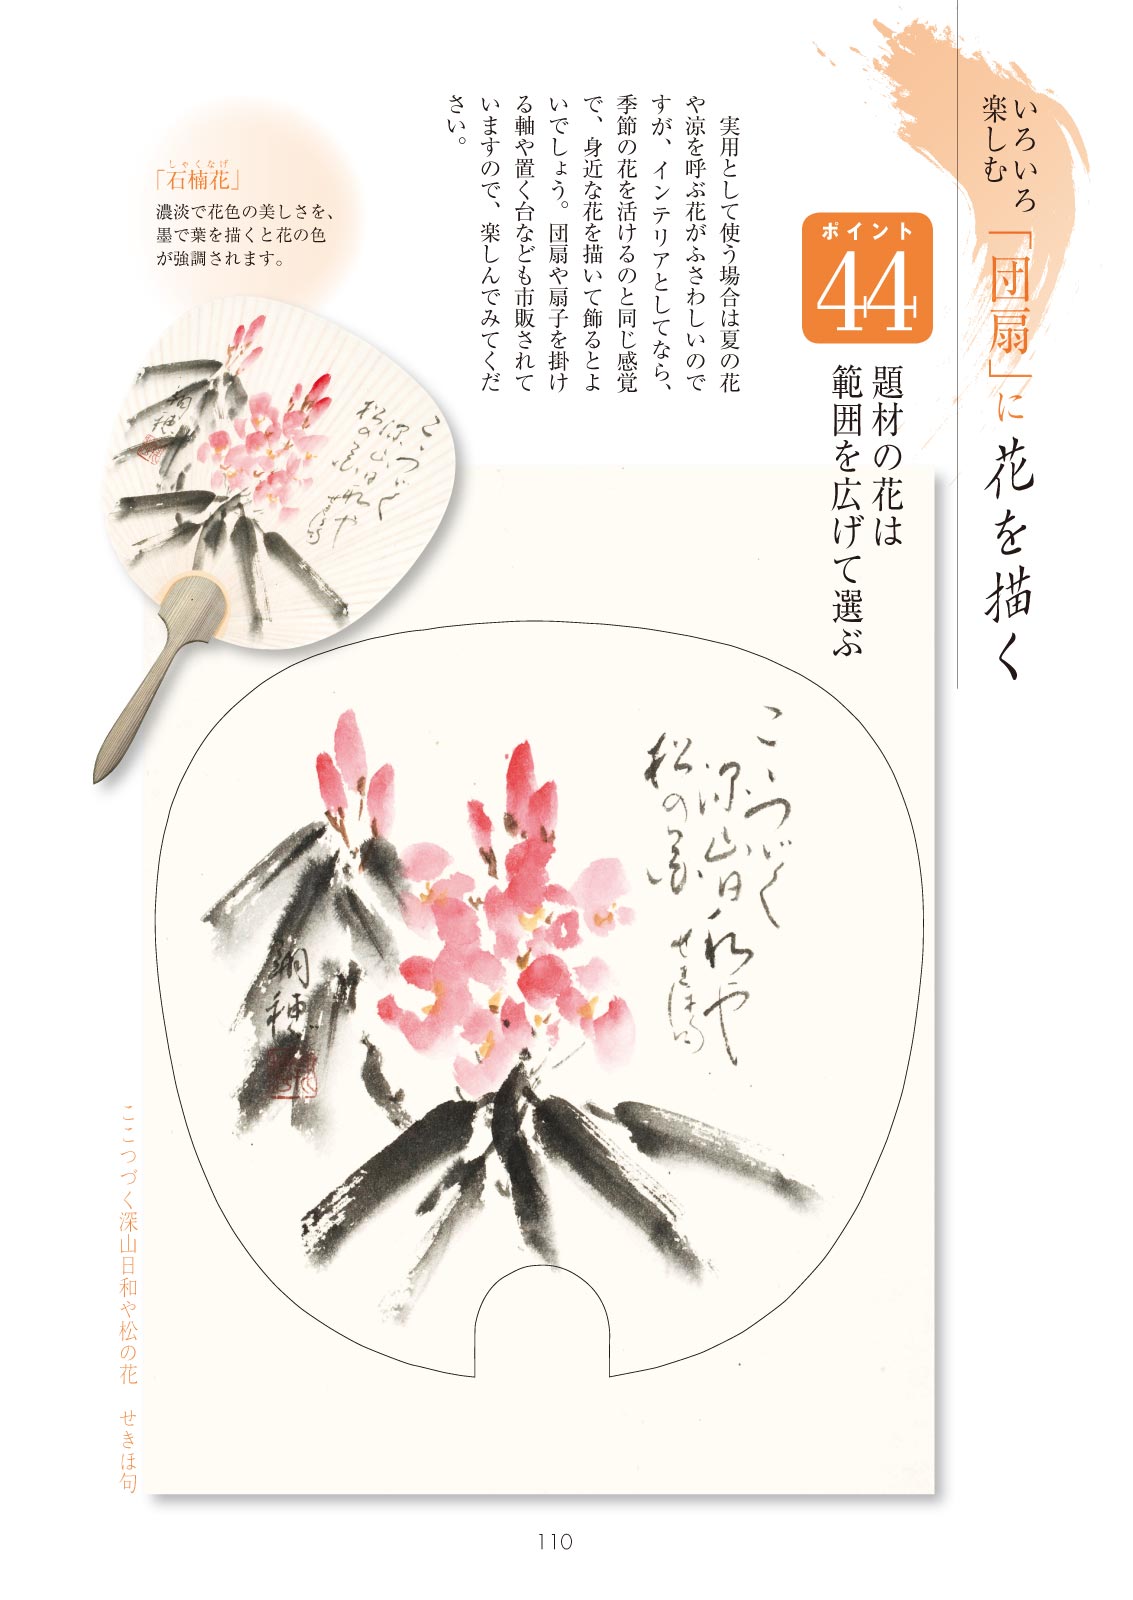 いろいろ
楽しむ
「団扇」に花を描く
ポイント
44
題材の花は
範囲を広げて選ぶ
実用として使う場合は夏の花
や涼を呼ぶ花がふさわしいので
すが、インテリアとしてなら、
季節の花を活けるのと同じ感覚
で、身近な花を描いて飾るとよ
いでしょう。団扇や扇子を掛け
る軸や置く台なども市販されて
いますので、楽しんでみてくだ
さい。
しゃくなげ
「石楠花」
濃淡で花色の美しさを、
墨で葉を描くと花の色
が強調されます。
こゝつづく
深山日和や
松の花
せきほ句
ここつづく深山日和や松の花　せきほ句
110